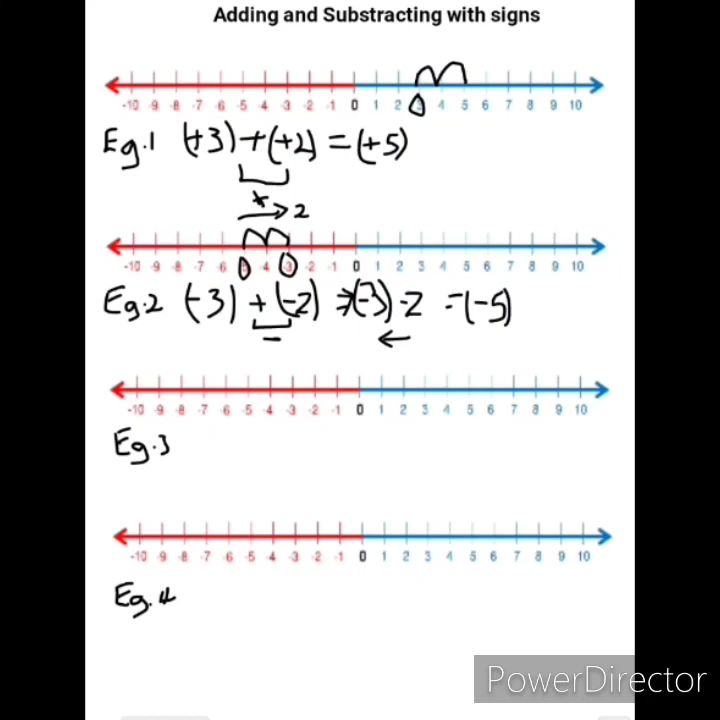 Adding and Substracting with signs
-10 -9 -8 -7 -6 -5 -4 -3 -2 -1 0 1 2 3 4 5 6 7 8 9 10
Eg.1 (+3)+(+2)=(+5)
+
→2
-10 -9 -8 -7 -6 -5 -4 -3 -2 -1 0 1 2 3 4 5 6 7 8 9 10
Eg.2 (-3)+(-2) ⇒(-3)-2 =(-5)
- ←
-10 -9 -8 -7 -6 -5 -4 -3 -2 -1 0 1 2 3 4 5 6 7 8 9 10
Eg.3
-10 -9 -8 -7 -6 -5 -4 -3 -2 -1 0 1 2 3 4 5 6 7 8 9 10
Eg.4
PowerDirector